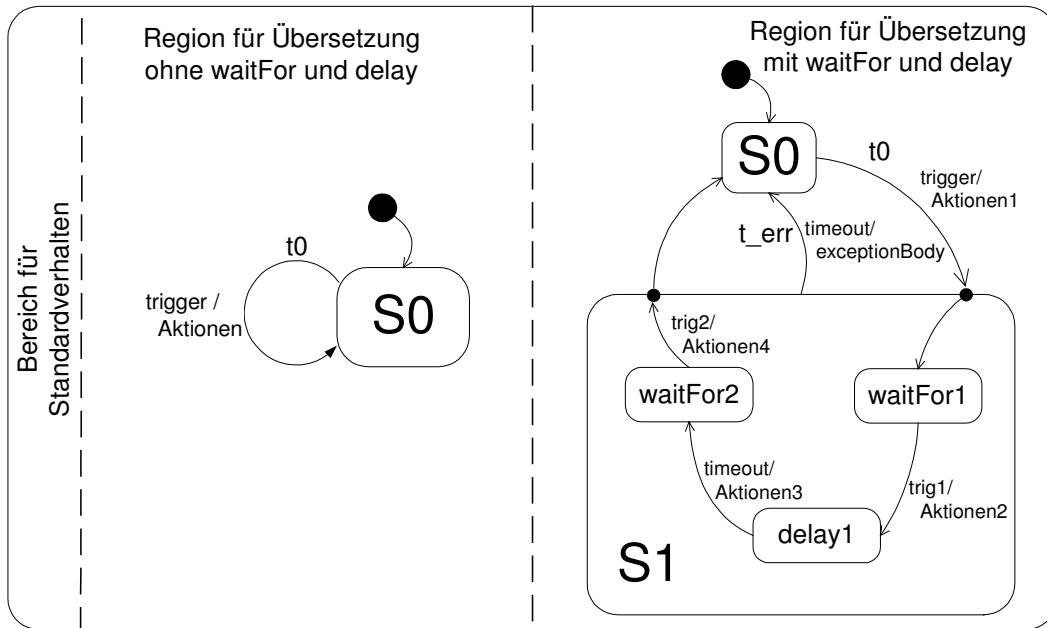 Bereich für
Standardverhalten
Region für Übersetzung
ohne waitFor und delay
t0
trigger /
Aktionen
S0
Region für Übersetzung
mit waitFor und delay
S0
t0
trigger/
Aktionen1
t_err
timeout/
exceptionBody
trig2/
Aktionen4
waitFor2
waitFor1
timeout/
Aktionen3
trig1/
Aktionen2
delay1
S1